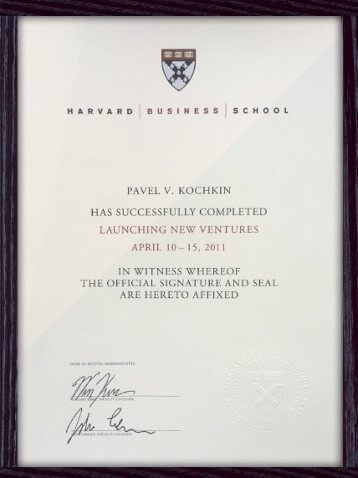 HARVARD | BUSINESS | SCHOOL
PAVEL V. KOCHKIN
HAS SUCCESSFULLY COMPLETED
LAUNCHING NEW VENTURES
APRIL 10 – 15, 2011
IN WITNESS WHEREOF
THE OFFICIAL SIGNATURE AND SEAL
ARE HERETO AFFIXED